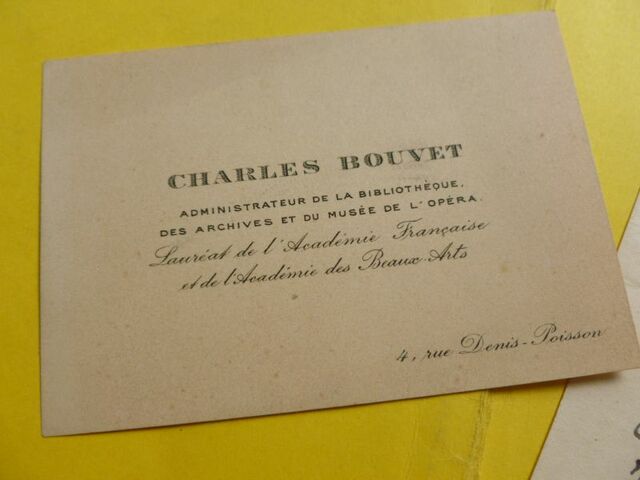 CHARLES BOUVET
ADMINISTRATEUR DE LA BIBLIOTHÈQUE,
DES ARCHIVES ET DU MUSÉE DE L'OPÉRA.
Lauréat de l'Académie Française
et de l'Académie des Beaux-Arts
4, rue Denis-Poisson